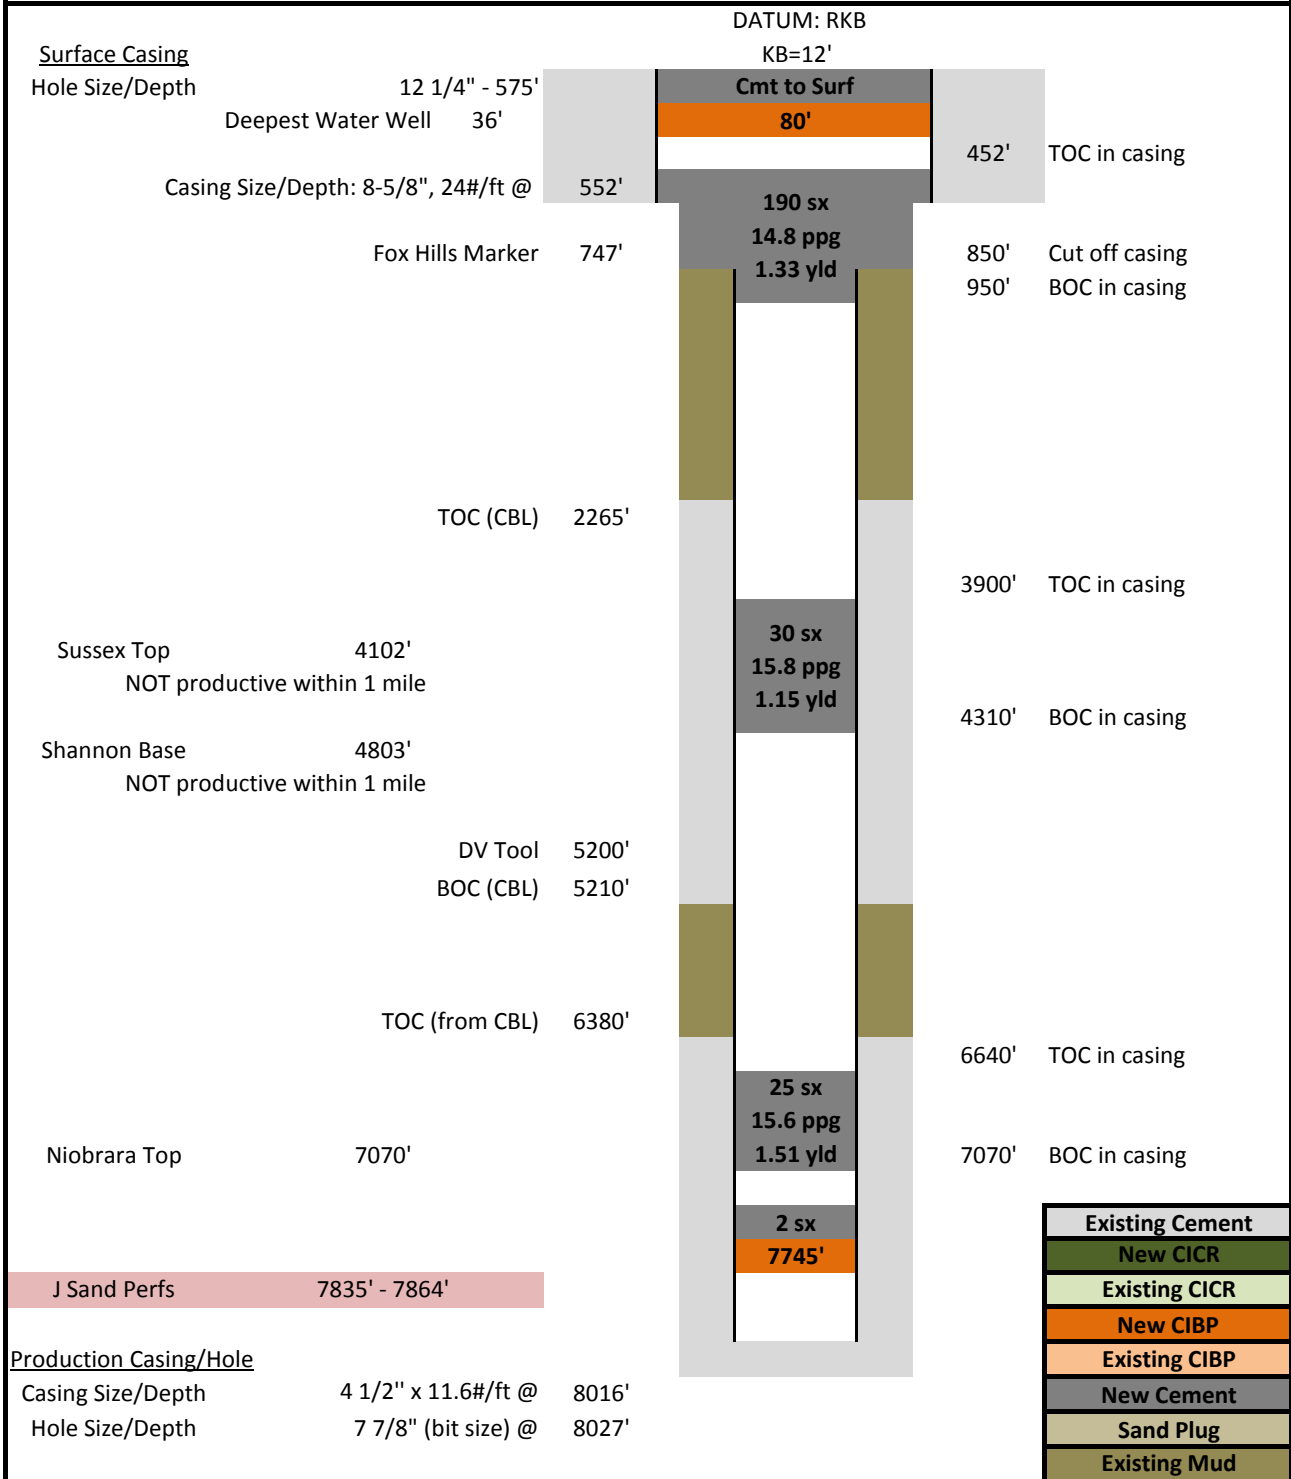 DATUM: RKB
Surface Casing KB=12'
Hole Size/Depth 12 1/4" - 575' Cmt to Surf
Deepest Water Well 36' 80'
452' TOC in casing
Casing Size/Depth: 8-5/8", 24#/ft @ 552' 190 sx
14.8 ppg
Fox Hills Marker 747' 1.33 yld 850' Cut off casing
950' BOC in casing
TOC (CBL) 2265'
3900' TOC in casing
30 sx
Sussex Top 4102' 15.8 ppg
NOT productive within 1 mile 1.15 yld
4310' BOC in casing
Shannon Base 4803'
NOT productive within 1 mile
DV Tool 5200'
BOC (CBL) 5210'
TOC (from CBL) 6380'
6640' TOC in casing
25 sx
15.6 ppg
Niobrara Top 7070' 1.51 yld 7070' BOC in casing
2 sx Existing Cement
7745' New CICR
J Sand Perfs 7835' - 7864' Existing CICR
New CIBP
Production Casing/Hole Existing CIBP
Casing Size/Depth 4 1/2'' x 11.6#/ft @ 8016' New Cement
Hole Size/Depth 7 7/8" (bit size) @ 8027' Sand Plug
Existing Mud